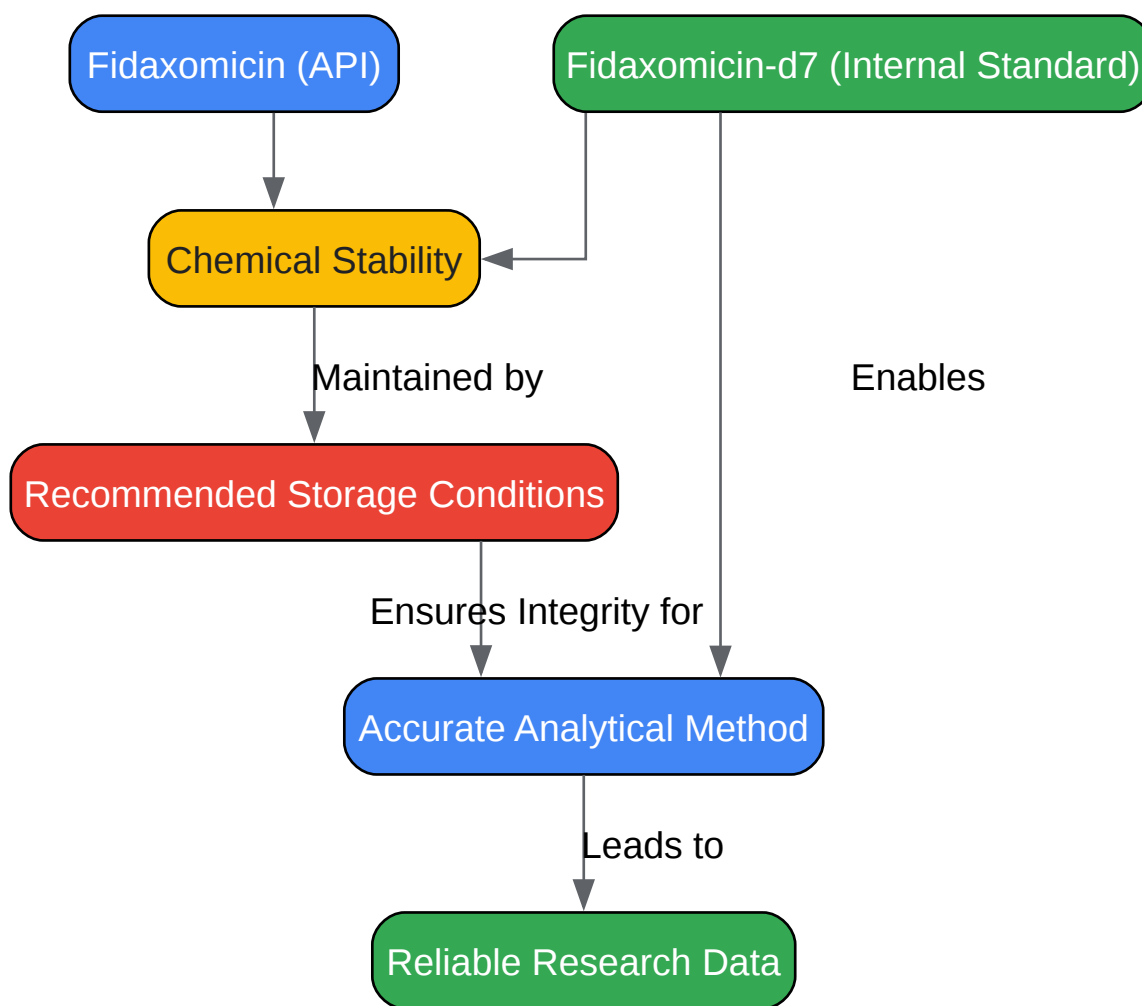 Fidaxomicin (API)
Fidaxomicin-d7 (Internal Standard)
Chemical Stability
Maintained by
Enables
Recommended Storage Conditions
Ensures Integrity for
Accurate Analytical Method
Leads to
Reliable Research Data